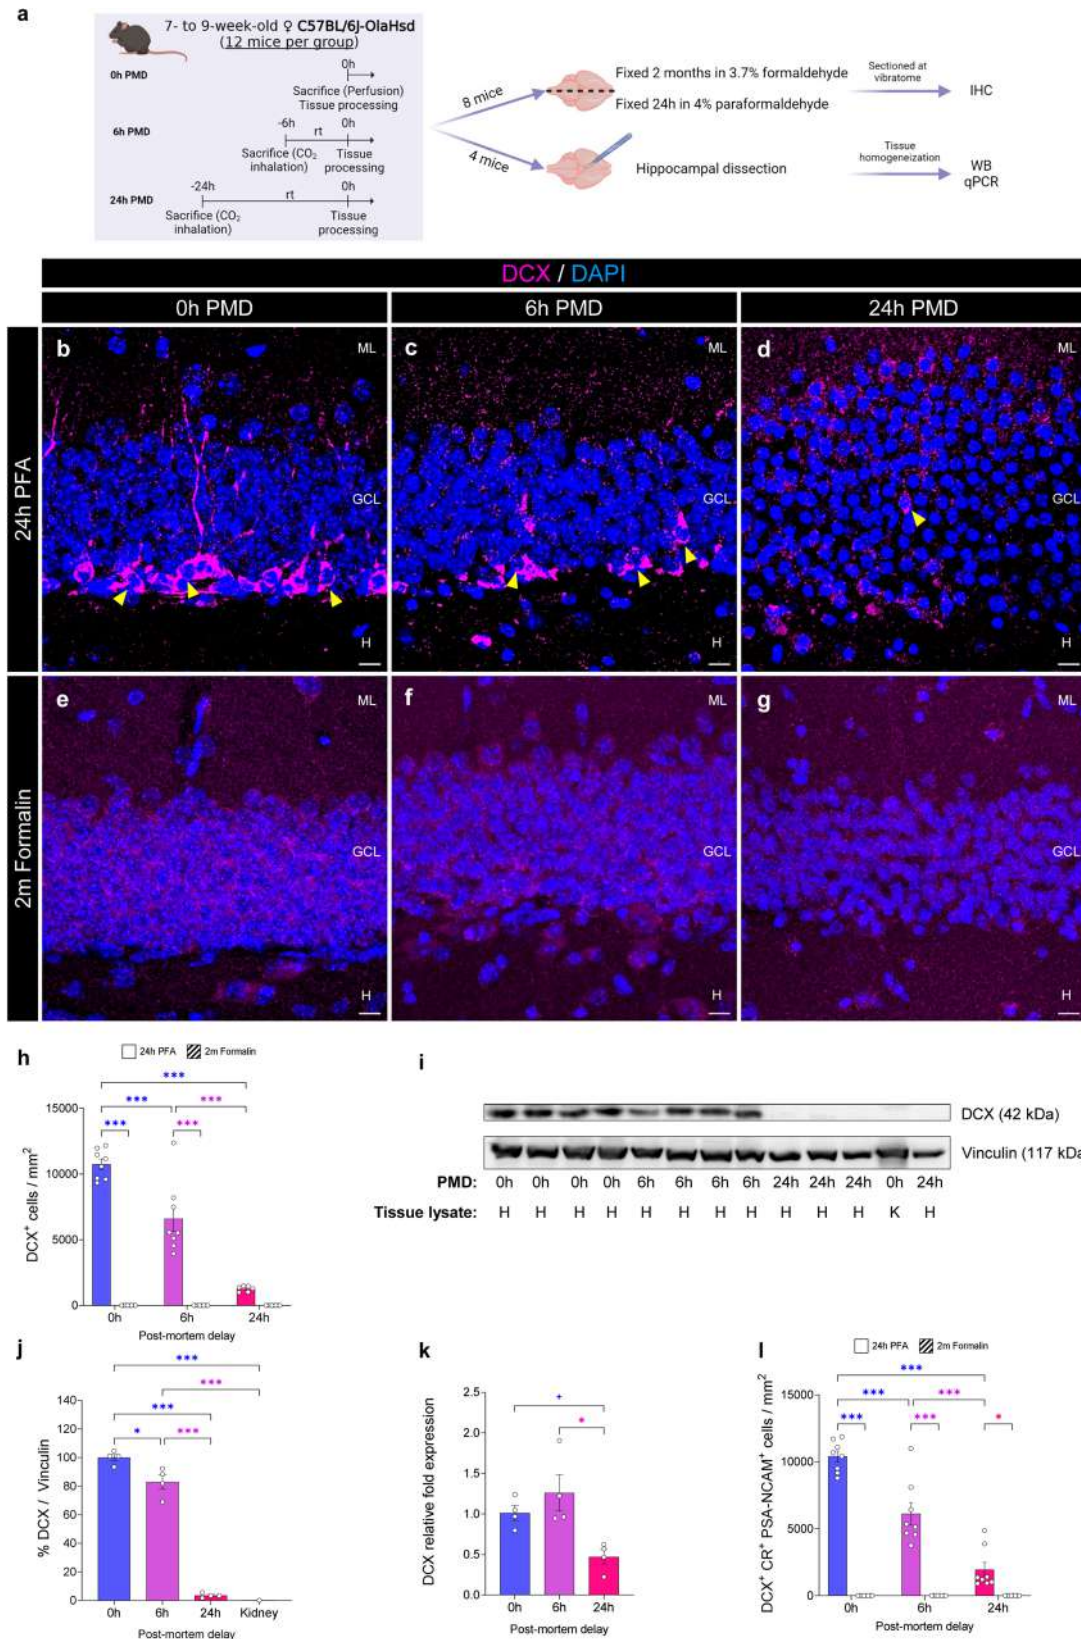 a
7- to 9-week-old ♀ C57BL/6J-OlaHsd
(12 mice per group)
0h PMD
0h
Sacrifice (Perfusion)
Tissue processing
6h PMD
-6h
rt
0h
Sacrifice (CO₂
inhalation)
Tissue
processing
24h PMD
-24h
rt
0h
Sacrifice (CO₂
inhalation)
Tissue
processing
8 mice
4 mice
Fixed 2 months in 3.7% formaldehyde
Fixed 24h in 4% paraformaldehyde
Sectioned at
vibratome
IHC
Hippocampal dissection
Tissue
homogeneization
WB
qPCR
DCX / DAPI
0h PMD
6h PMD
24h PMD
24h PFA
b
ML
GCL
H
c
ML
GCL
H
d
ML
GCL
H
2m Formalin
e
ML
GCL
H
f
ML
GCL
H
g
ML
GCL
H
h
24h PFA
2m Formalin
***
*** ***
*** ***
DCX⁺ cells / mm²
15000
10000
5000
0
0h 6h 24h
Post-mortem delay
i
DCX (42 kDa)
Vinculin (117 kDa
PMD: 0h 0h 0h 0h 6h 6h 6h 6h 24h 24h 24h 0h 24h
Tissue lysate: H H H H H H H H H H H K H
j
***
***
***
* ***
% DCX / Vinculin
140
120
100
80
60
40
20
0
0h 6h 24h Kidney
Post-mortem delay
k
+
*
DCX relative fold expression
2.5
2.0
1.5
1.0
0.5
0.0
0h 6h 24h
Post-mortem delay
l
24h PFA
2m Formalin
***
*** ***
*** *** *
DCX⁺ CR⁺ PSA-NCAM⁺ cells / mm²
15000
10000
5000
0
0h 6h 24h
Post-mortem delay